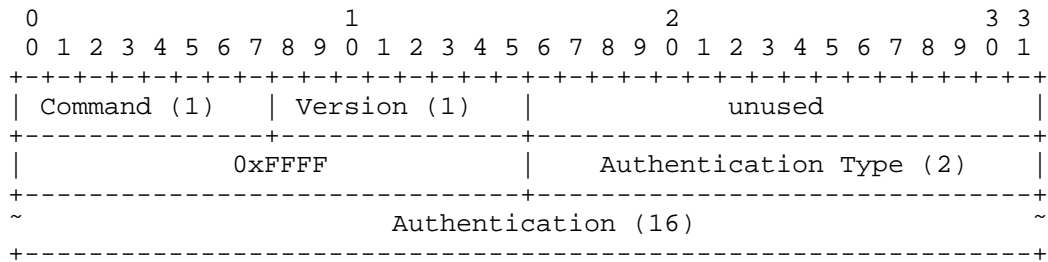 0                   1                   2                   3 3
 0 1 2 3 4 5 6 7 8 9 0 1 2 3 4 5 6 7 8 9 0 1 2 3 4 5 6 7 8 9 0 1
+-+-+-+-+-+-+-+-+-+-+-+-+-+-+-+-+-+-+-+-+-+-+-+-+-+-+-+-+-+-+-+-+
| Command (1)   | Version (1)   |            unused             |
+---------------+---------------+-------------------------------+
|             0xFFFF            |    Authentication Type (2)    |
+-------------------------------+-------------------------------+
~                       Authentication (16)                     ~
+---------------------------------------------------------------+